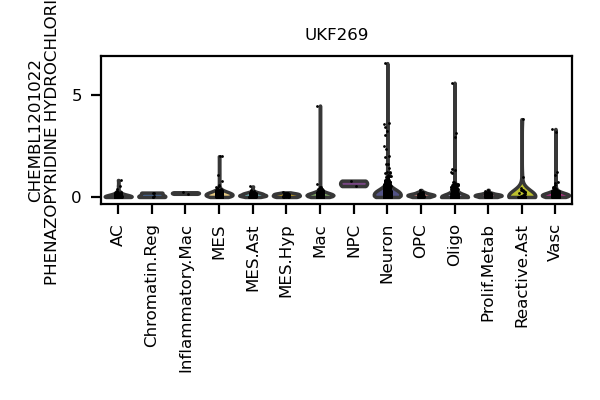 UKF269
CHEMBL1201022
PHENAZOPYRIDINE HYDROCHLORI
5
0
AC
Chromatin.Reg
Inflammatory.Mac
MES
MES.Ast
MES.Hyp
Mac
NPC
Neuron
OPC
Oligo
Prolif.Metab
Reactive.Ast
Vasc